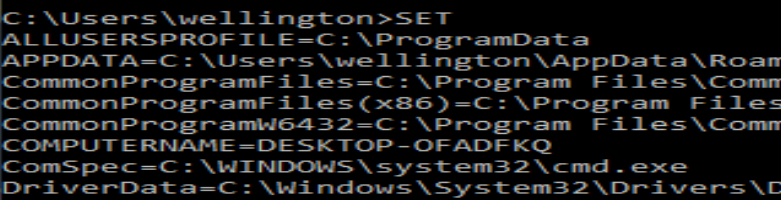 C:\Users\wellington>SET
ALLUSERSPROFILE=C:\ProgramData
APPDATA=C:\Users\wellington\AppData\Roam
CommonProgramFiles=C:\Program Files\Comm
CommonProgramFiles(x86)=C:\Program Files
CommonProgramW6432=C:\Program Files\Comm
COMPUTERNAME=DESKTOP-OFADFKQ
ComSpec=C:\WINDOWS\system32\cmd.exe
DriverData=C:\Windows\System32\Drivers\D